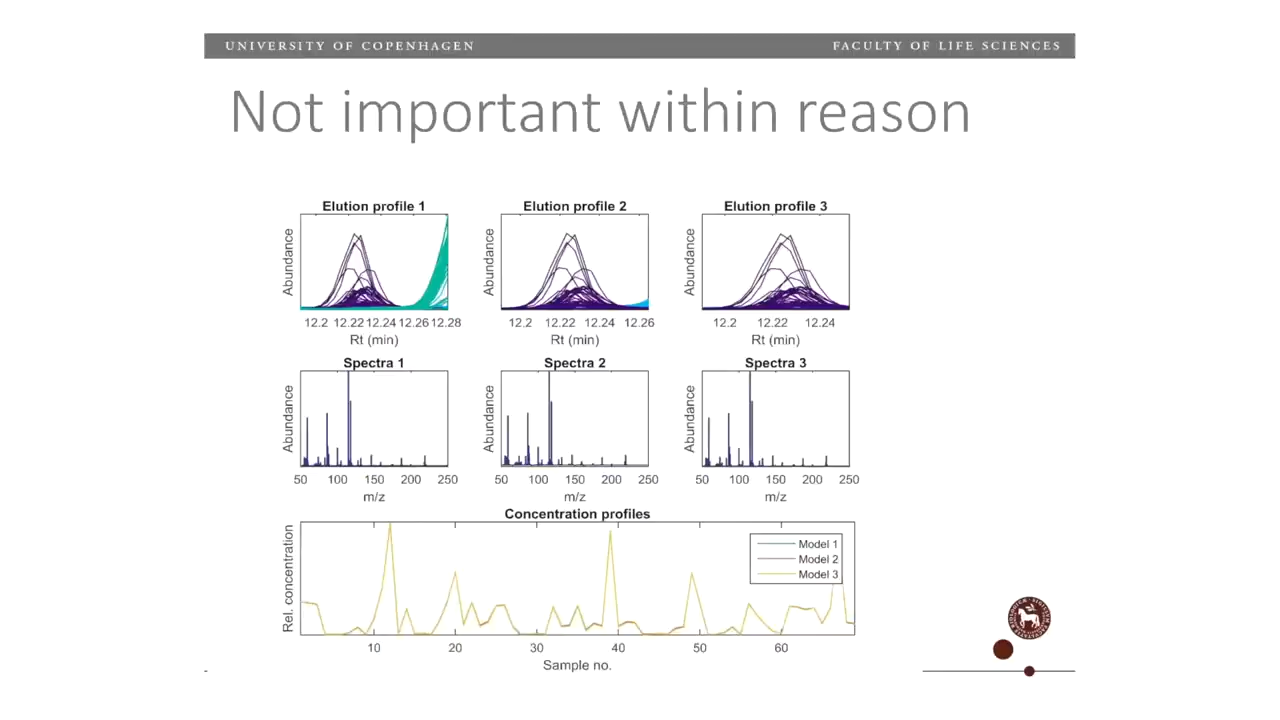 UNIVERSITY OF COPENHAGEN
FACULTY OF LIFE SCIENCES
Not important within reason
Elution profile 1
Elution profile 2
Elution profile 3
Abundance
Abundance
Abundance
12.2 12.22 12.24 12.26 12.28
12.2 12.22 12.24 12.26
12.2 12.22 12.24
Rt (min)
Rt (min)
Rt (min)
Spectra 1
Spectra 2
Spectra 3
Abundance
Abundance
Abundance
50 100 150 200 250
50 100 150 200 250
50 100 150 200 250
m/z
m/z
m/z
Concentration profiles
Rel. concentration
Model 1
Model 2
Model 3
10 20 30 40 50 60
Sample no.